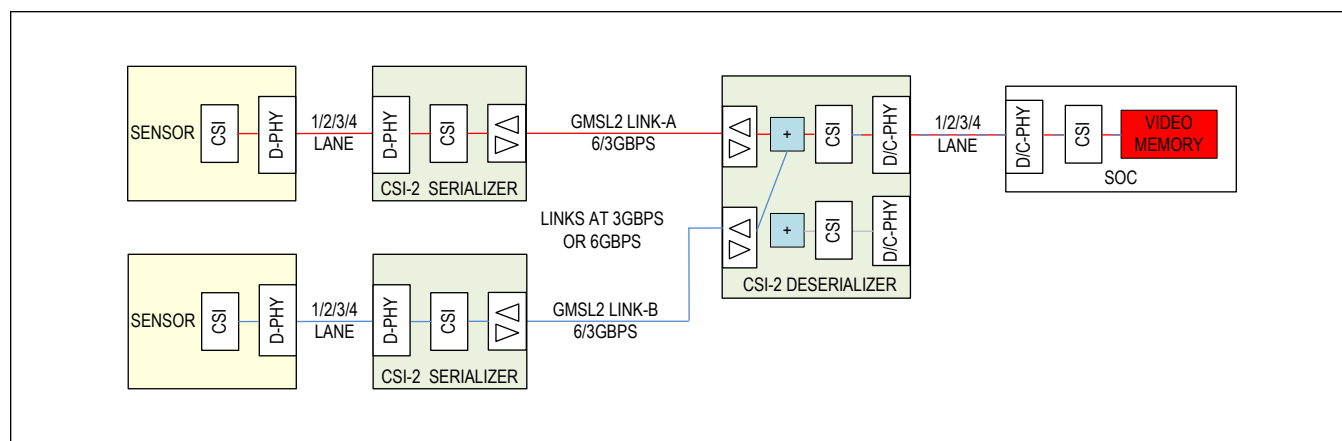 SENSOR
CSI
D-PHY
1/2/3/4
LANE
D-PHY
CSI
CSI-2 SERIALIZER
GMSL2 LINK-A
6/3GBPS
+
CSI
D/C-PHY
1/2/3/4
LANE
D/C-PHY
CSI
VIDEO
MEMORY
SOC
LINKS AT 3GBPS
OR 6GBPS
+
CSI
D/C-PHY
CSI-2 DESERIALIZER
SENSOR
CSI
D-PHY
1/2/3/4
LANE
D-PHY
CSI
CSI-2 SERIALIZER
GMSL2 LINK-B
6/3GBPS